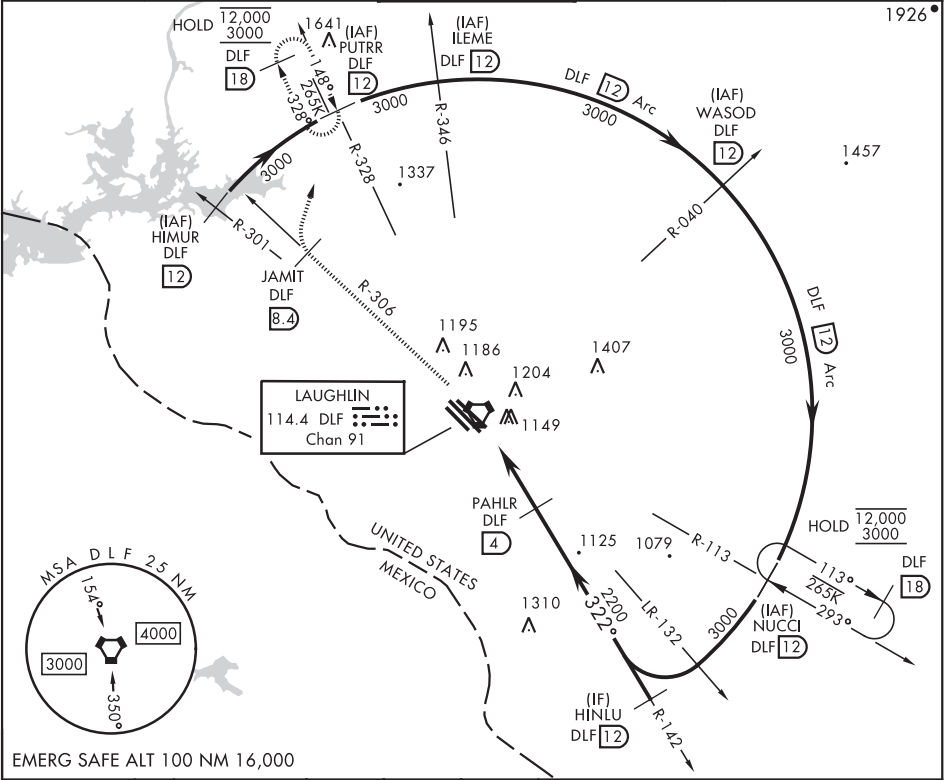 1926
HOLD 12,000
3000
DLF
18
1641
148°
265K
328°
(IAF)
PUTRR
DLF
12
(IAF)
ILEME
DLF 12
3000
DLF 12 Arc
3000
(IAF)
WASOD
DLF
12
1457
R-346
R-328
1337
3000
R-040
(IAF)
HIMUR
DLF
12
R-301
JAMIT
DLF
8.4
R-306
DLF 12 Arc
3000
1195
1186
1204
1407
1149
LAUGHLIN
114.4 DLF
Chan 91
PAHLR
DLF
4
1125
1079
R-113
HOLD 12,000
3000
DLF
18
113°
265K
293°
(IAF)
NUCCI
DLF 12
3000
UNITED STATES
MEXICO
1310
2200
322°
LR-132
(IF)
HINLU
DLF 12
R-142
MSA DLF 25 NM
154°
4000
3000
350°
EMERG SAFE ALT 100 NM 16,000